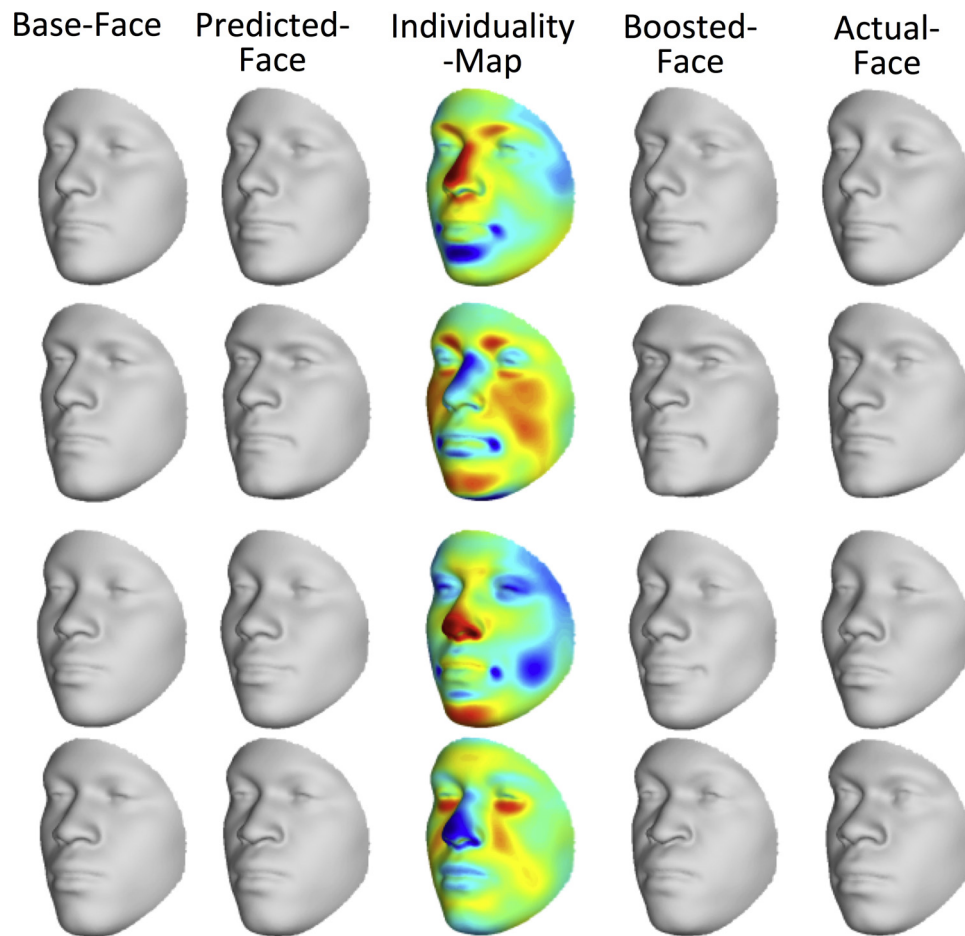 Base-Face
Predicted-
Face
Individuality
-Map
Boosted-
Face
Actual-
Face